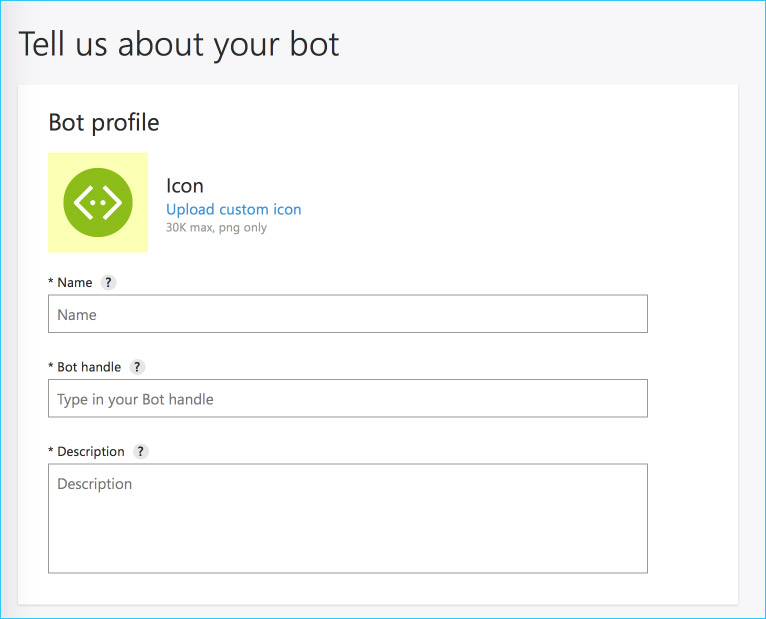 Tell us about your bot
Bot profile
Icon
Upload custom icon
30K max, png only
* Name ?
Name
* Bot handle ?
Type in your Bot handle
* Description ?
Description